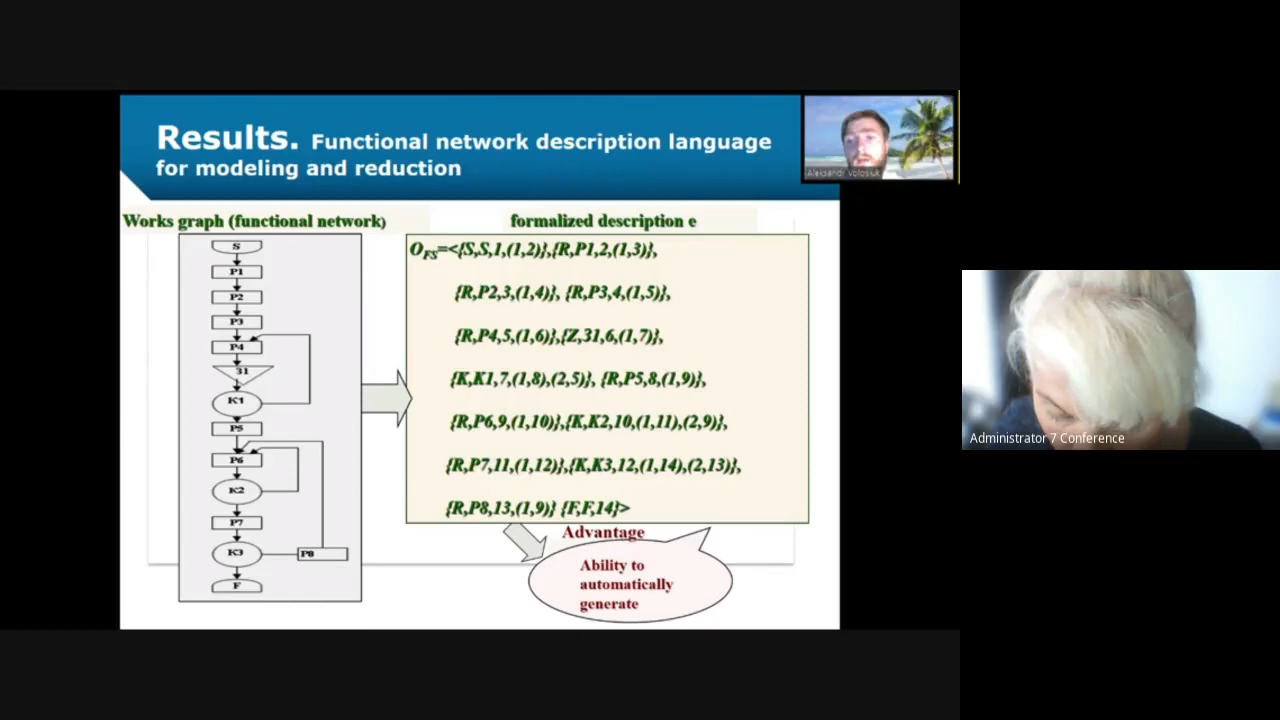 Results. Functional network description language
for modeling and reduction
Aleksandr Volosiuk
Works graph (functional network)
formalized description e
S
P1
P2
P3
P4
31
K1
P5
P6
K2
P7
K3
P8
F
O_FS=<{S,S,1,(1,2)},{R,P1,2,(1,3)},
{R,P2,3,(1,4)}, {R,P3,4,(1,5)},
{R,P4,5,(1,6)},{Z,31,6,(1,7)},
{K,K1,7,(1,8),(2,5)}, {R,P5,8,(1,9)},
{R,P6,9,(1,10)},{K,K2,10,(1,11),(2,9)},
{R,P7,11,(1,12)},{K,K3,12,(1,14),(2,13)},
{R,P8,13,(1,9)} {F,F,14}>
Advantage
Ability to
automatically
generate
Administrator 7 Conference